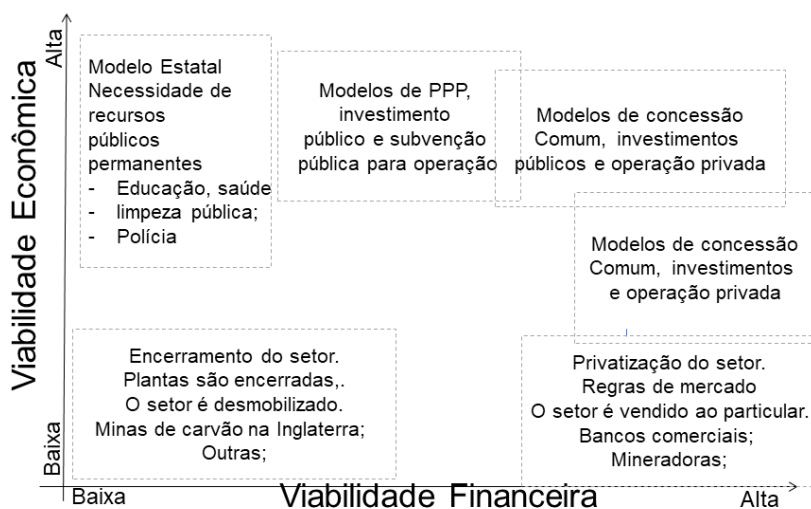 Viabilidade Econômica
Alta
Baixa
Modelo Estatal
Necessidade de
recursos
públicos
permanentes
- Educação, saúde
- limpeza pública;
- Polícia
Modelos de PPP,
investimento
público e subvenção
pública para operação
Modelos de concessão
Comum, investimentos
públicos e operação privada
Modelos de concessão
Comum, investimentos
e operação privada
Encerramento do setor.
Plantas são encerradas,.
O setor é desmobilizado.
Minas de carvão na Inglaterra;
Outras;
Privatização do setor.
Regras de mercado
O setor é vendido ao particular.
Bancos comerciais;
Mineradoras;
Baixa
Viabilidade Financeira
Alta